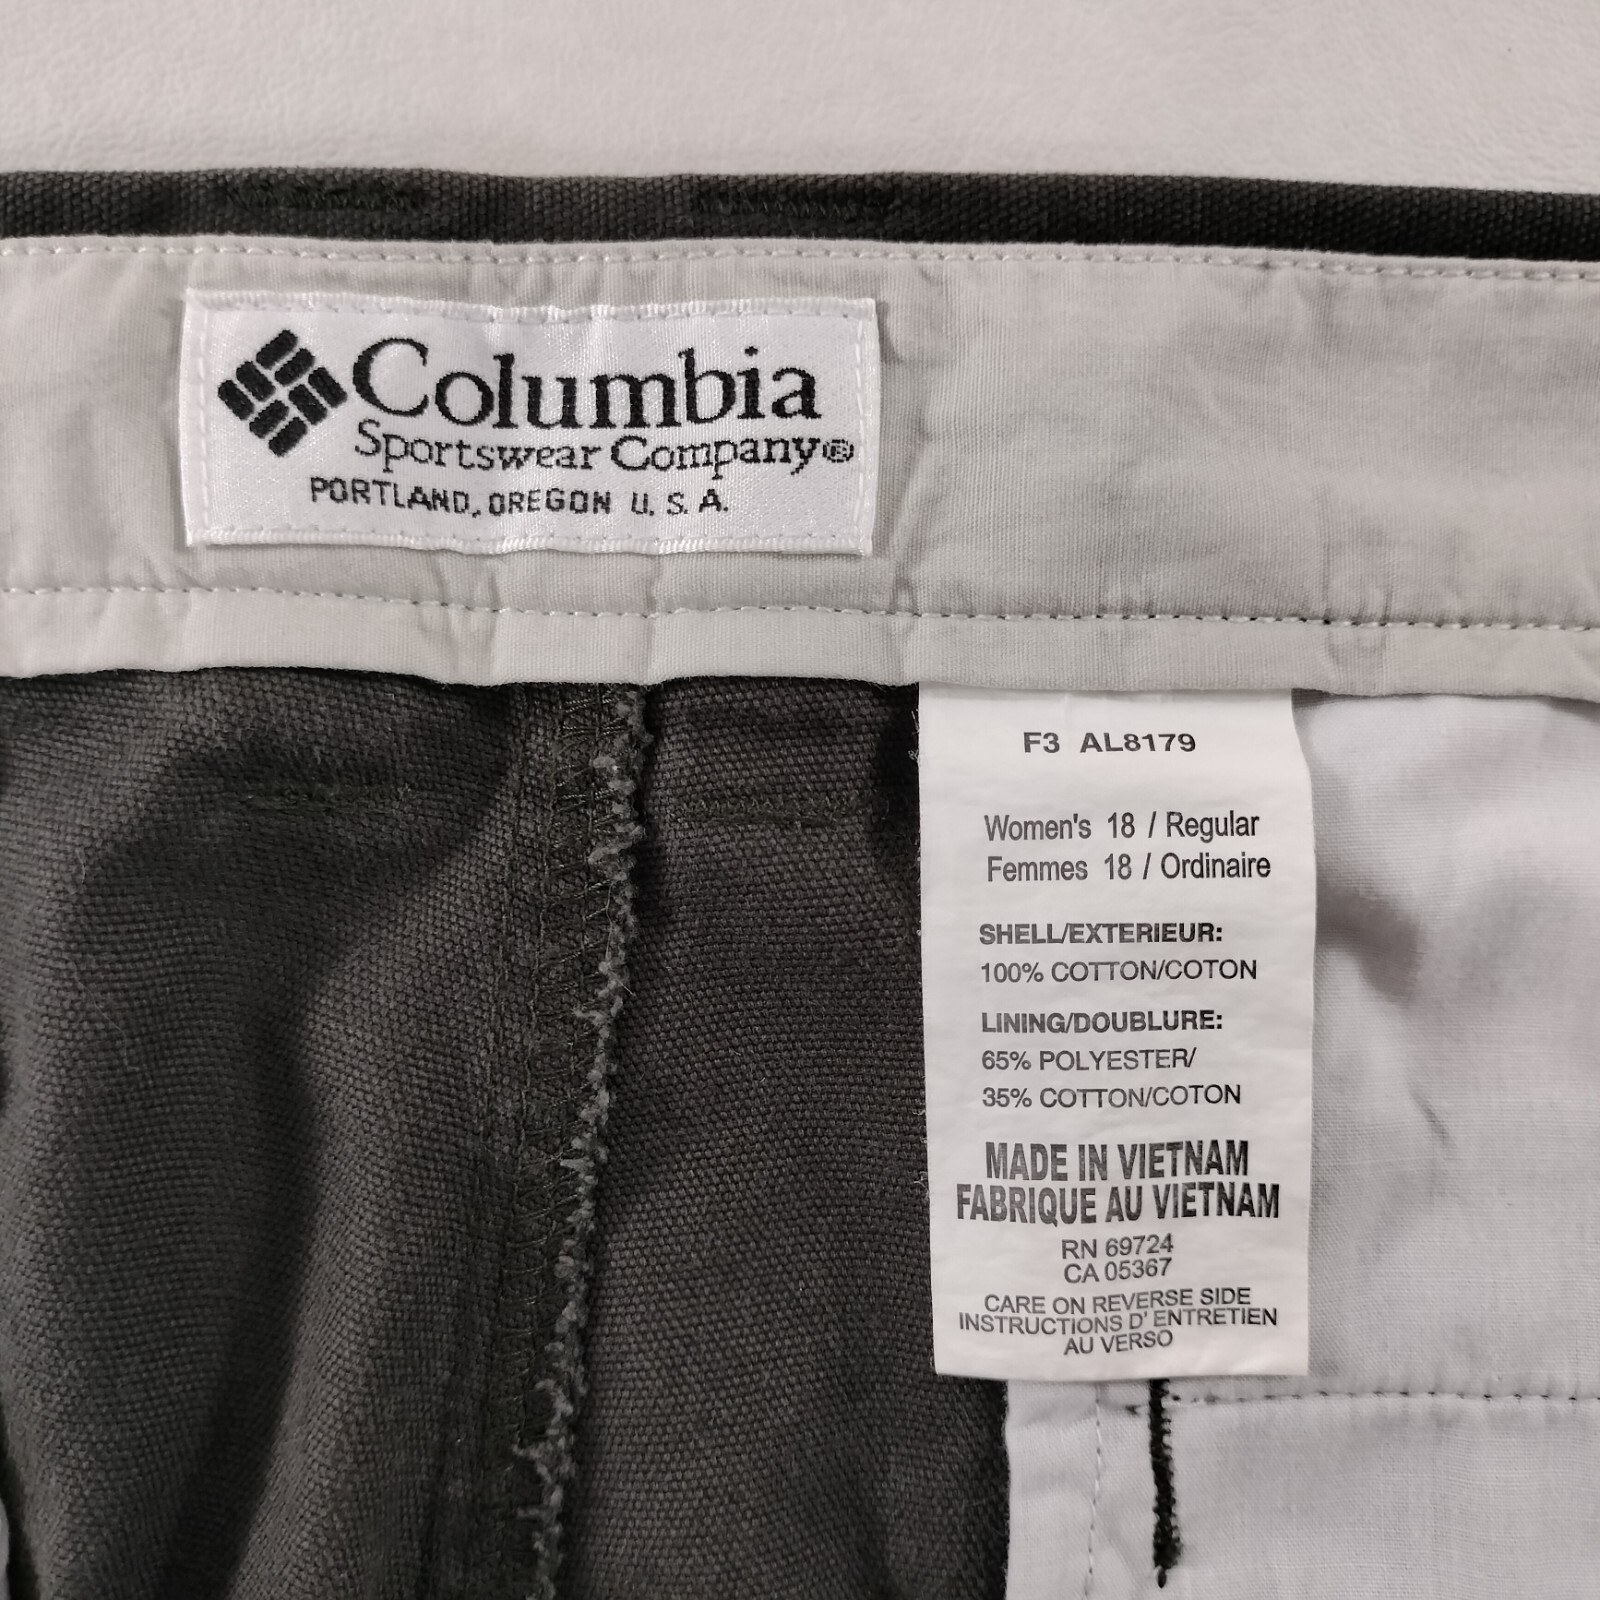 Columbia
Sportswear Company®
PORTLAND, OREGON U.S.A.
F3 AL8179
Women's 18 / Regular
Femmes 18 / Ordinaire
SHELL/EXTERIEUR:
100% COTTON/COTON
LINING/DOUBLURE:
65% POLYESTER/
35% COTTON/COTON
MADE IN VIETNAM
FABRIQUE AU VIETNAM
RN 69724
CA 05367
CARE ON REVERSE SIDE
INSTRUCTIONS D' ENTRETIEN
AU VERSO